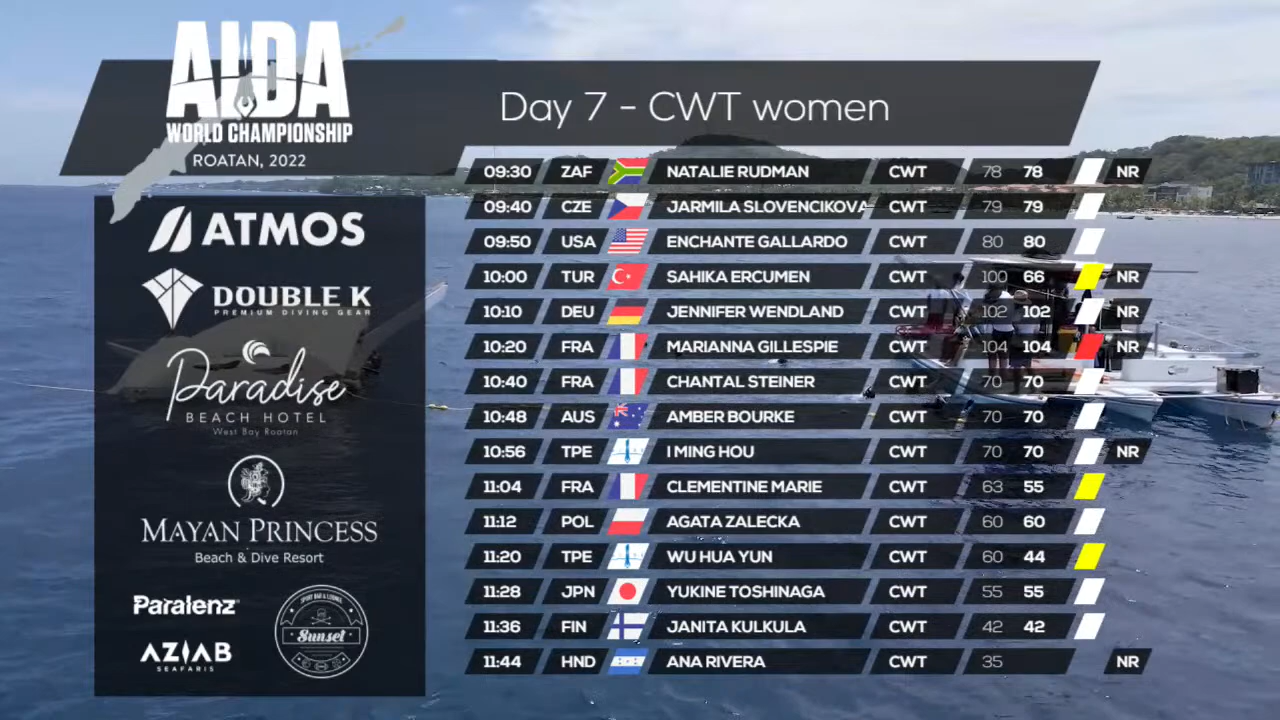 AIDA
WORLD CHAMPIONSHIP
ROATAN, 2022
Day 7 - CWT women
ATMOS
DOUBLE K
PREMIUM DIVING GEAR
Paradise
BEACH HOTEL
West Bay Roatan
MAYAN PRINCESS
Beach & Dive Resort
Paralenz
AZIAB
SEAFARIS
SPORT BAR & LOUNGE
Sunset
09:30 ZAF NATALIE RUDMAN CWT 78 78 NR
09:40 CZE JARMILA SLOVENCIKOVA CWT 79 79
09:50 USA ENCHANTE GALLARDO CWT 80 80
10:00 TUR SAHIKA ERCUMEN CWT 100 66 NR
10:10 DEU JENNIFER WENDLAND CWT 102 102 NR
10:20 FRA MARIANNA GILLESPIE CWT 104 104 NR
10:40 FRA CHANTAL STEINER CWT 70 70
10:48 AUS AMBER BOURKE CWT 70 70
10:56 TPE I MING HOU CWT 70 70 NR
11:04 FRA CLEMENTINE MARIE CWT 63 55
11:12 POL AGATA ZALECKA CWT 60 60
11:20 TPE WU HUA YUN CWT 60 44
11:28 JPN YUKINE TOSHINAGA CWT 55 55
11:36 FIN JANITA KULKULA CWT 42 42
11:44 HND ANA RIVERA CWT 35 NR